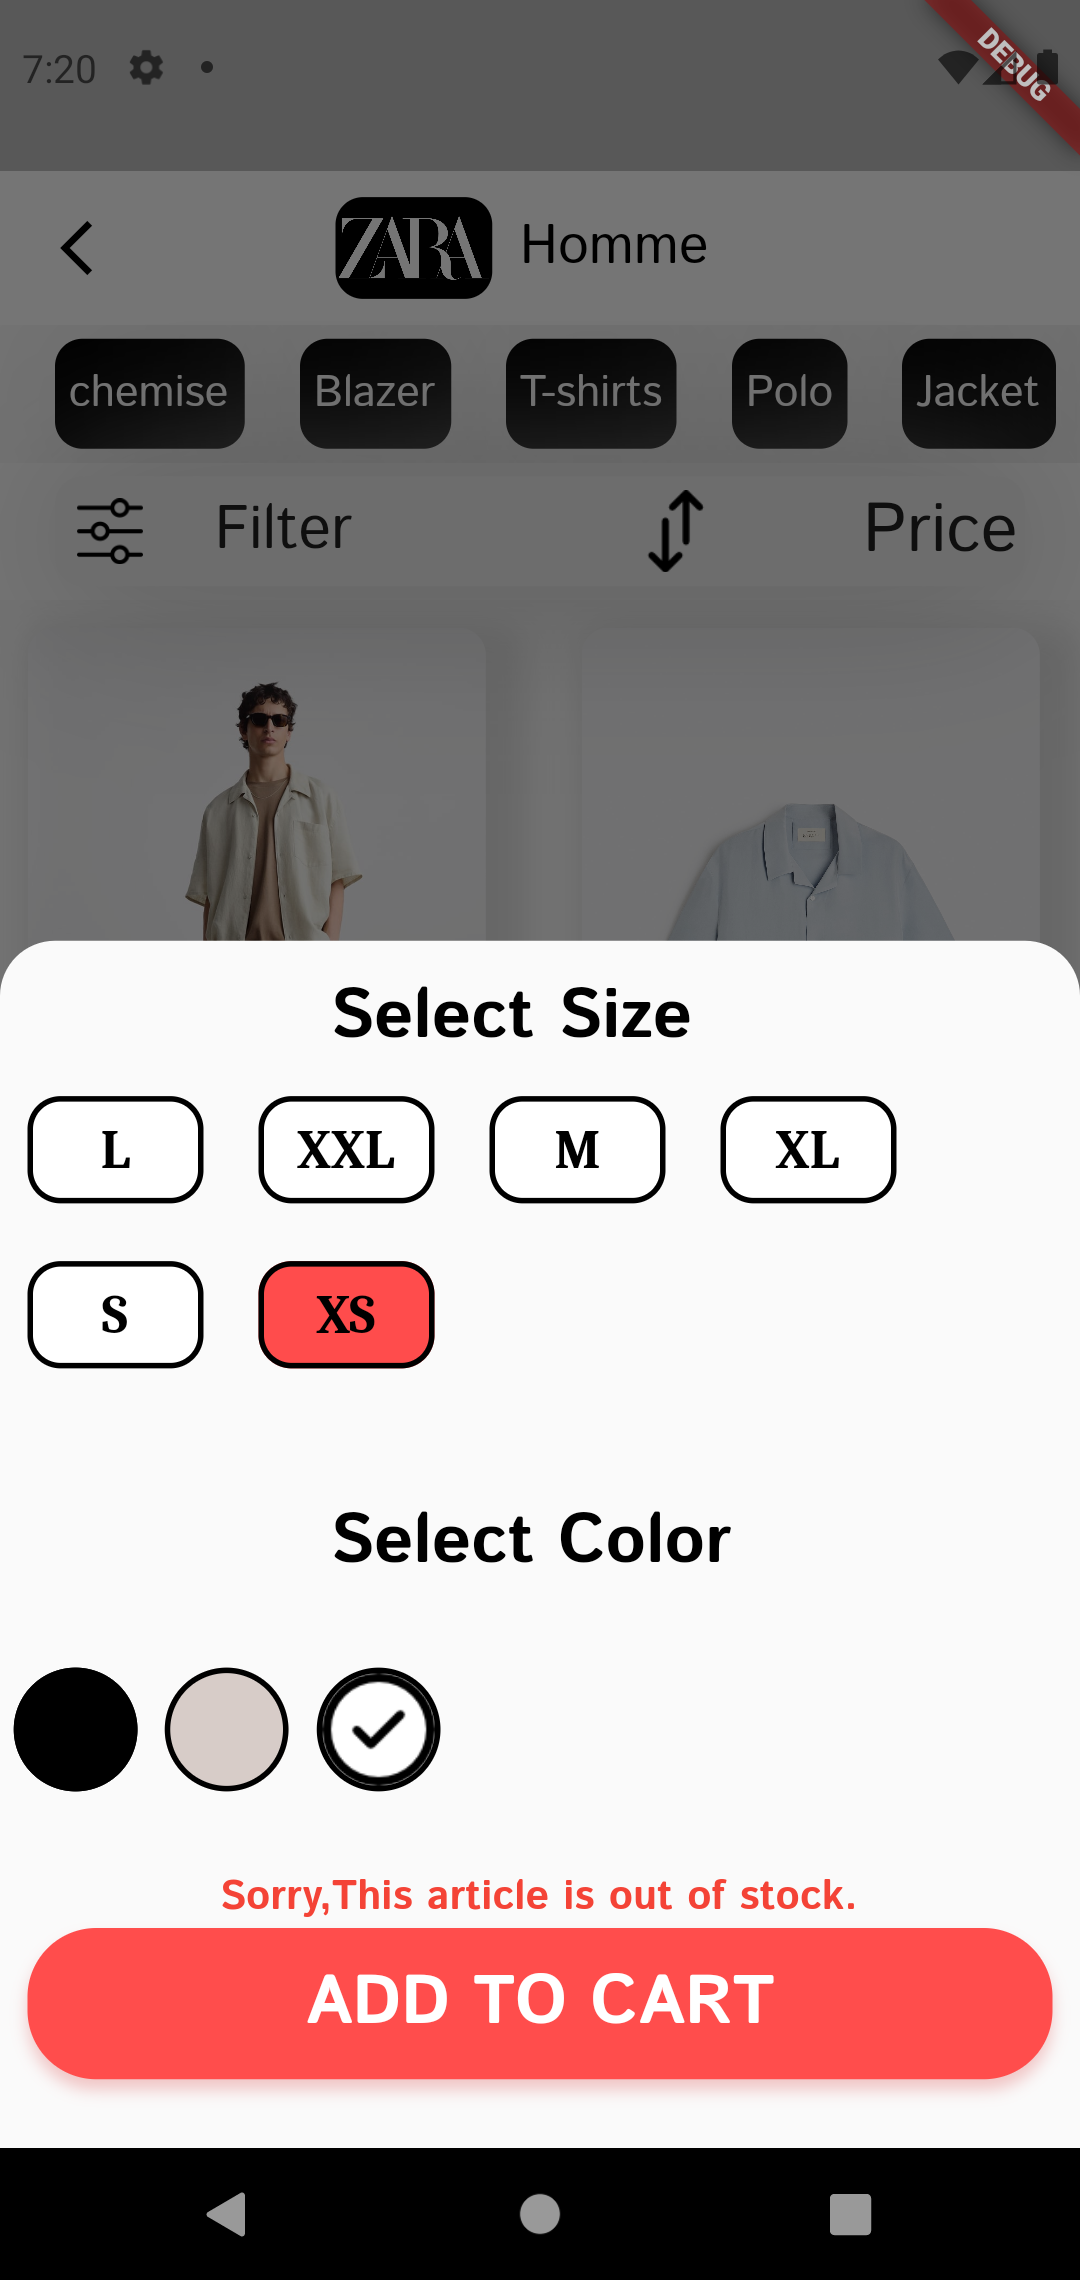 7:20
DEBUG
ZARA Homme
chemise Blazer T-shirts Polo Jacket
Filter Price
Select Size
L XXL M XL
S XS
Select Color
Sorry,This article is out of stock.
ADD TO CART